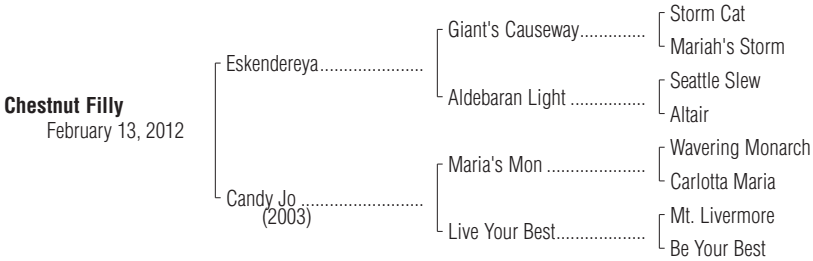 Storm Cat
Giant's Causeway..............
Mariah's Storm
Eskendereya......................
Seattle Slew
Aldebaran Light ................
Altair
Chestnut Filly
February 13, 2012
Wavering Monarch
Maria's Mon .....................
Carlotta Maria
Candy Jo ..........................
(2003)
Mt. Livermore
Live Your Best...................
Be Your Best